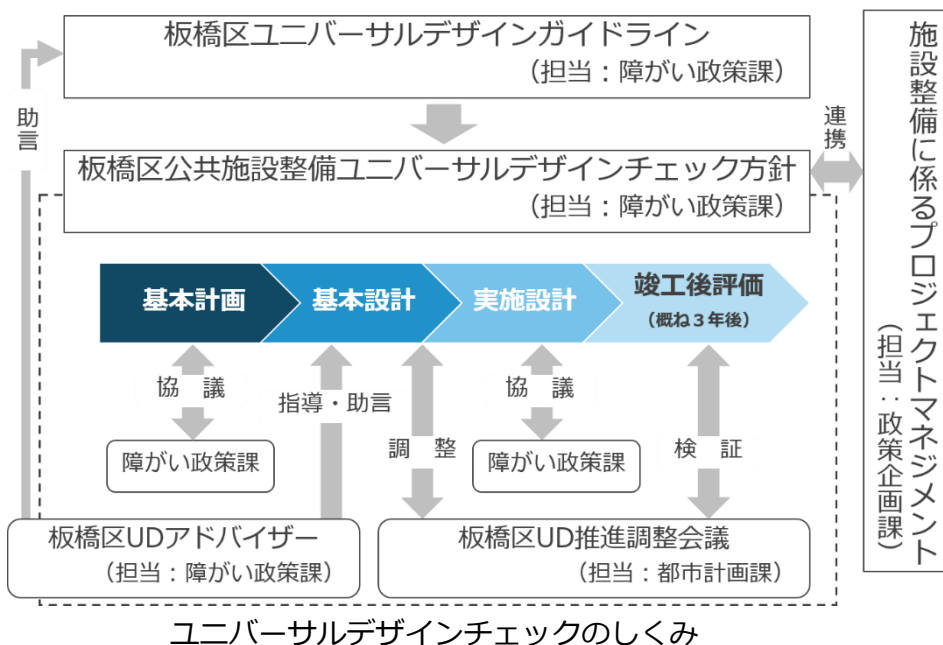 板橋区ユニバーサルデザインガイドライン
(担当：障がい政策課)
助言
連携
板橋区公共施設整備ユニバーサルデザインチェック方針
(担当：障がい政策課)
施設整備に係るプロジェクトマネジメント
(担当：政策企画課)
基本計画
基本設計
実施設計
竣工後評価
(概ね３年後)
協 議
指導・助言
調 整
協 議
検 証
障がい政策課
障がい政策課
板橋区UDアドバイザー
(担当：障がい政策課)
板橋区UD推進調整会議
(担当：都市計画課)
ユニバーサルデザインチェックのしくみ